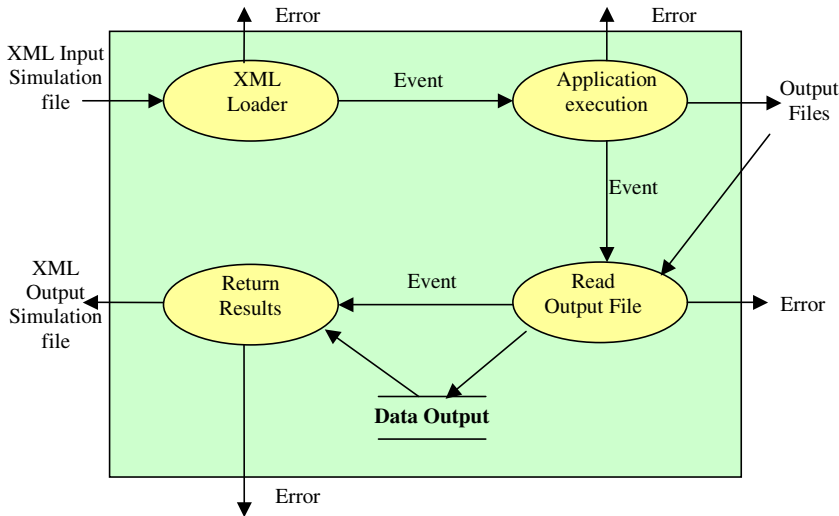 Error
Error
XML Input
Simulation
file
XML
Loader
Event
Application
execution
Output
Files
Event
XML
Output
Simulation
file
Return
Results
Event
Read
Output File
Error
Data Output
Error